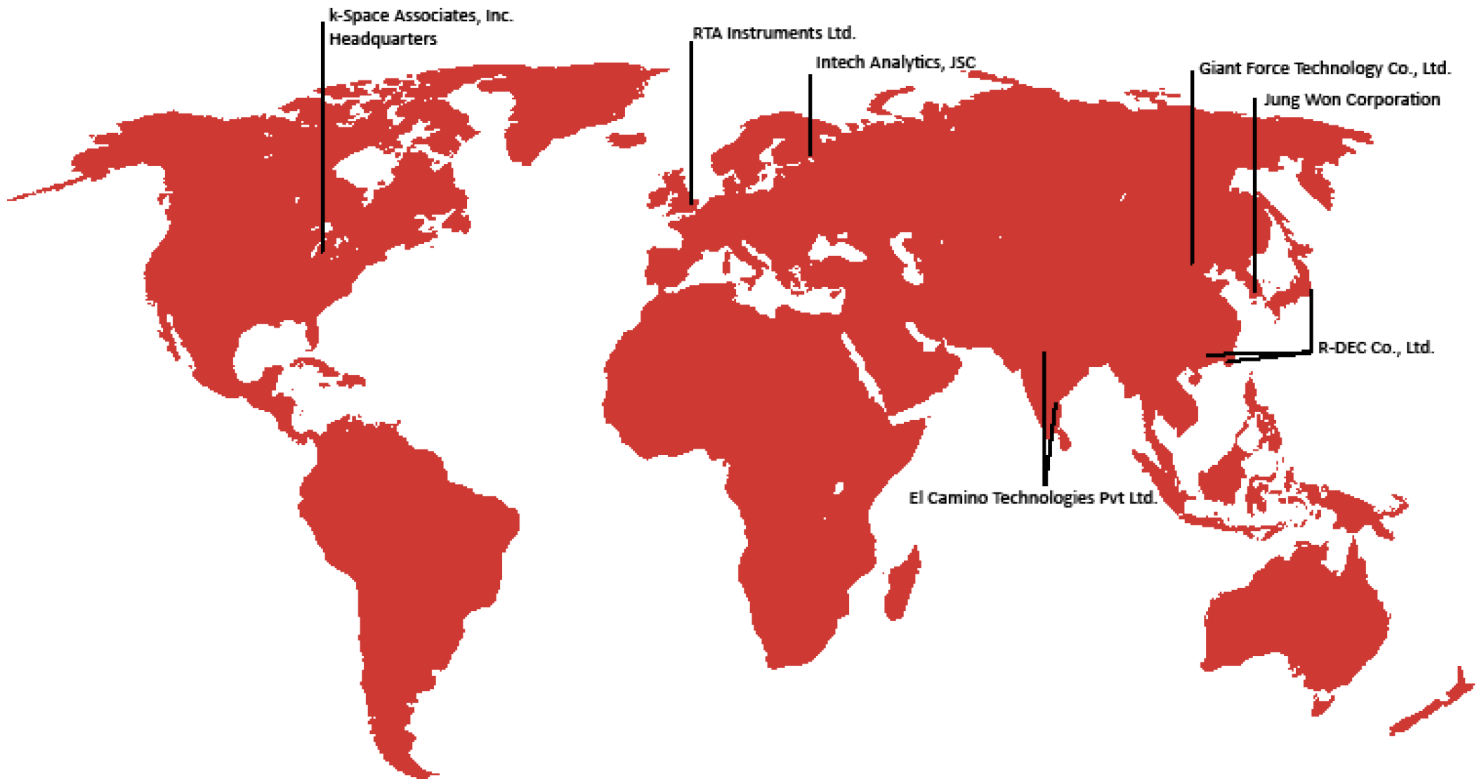 k-Space Associates, Inc.
Headquarters
RTA Instruments Ltd.
Intech Analytics, JSC
Giant Force Technology Co., Ltd.
Jung Won Corporation
R-DEC Co., Ltd.
El Camino Technologies Pvt Ltd.